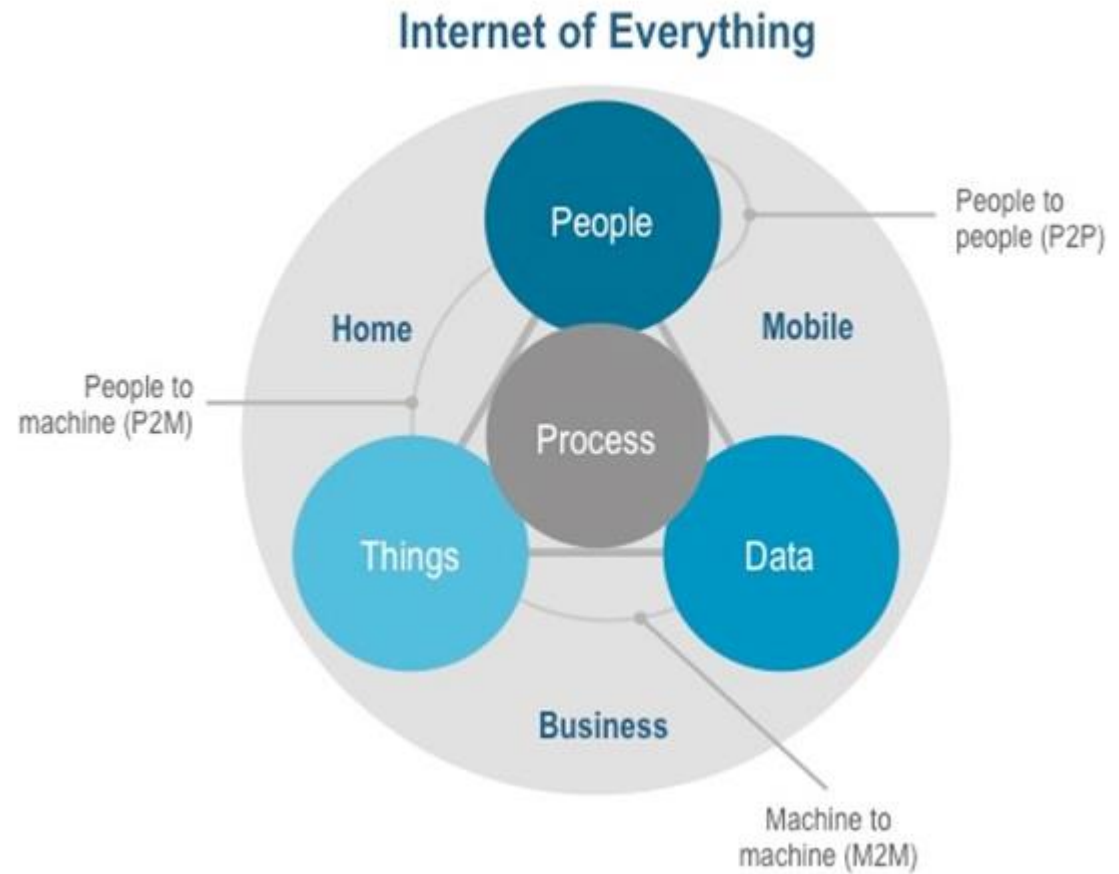 Internet of Everything
People
People to
people (P2P)
Home
Mobile
People to
machine (P2M)
Process
Things
Data
Business
Machine to
machine (M2M)